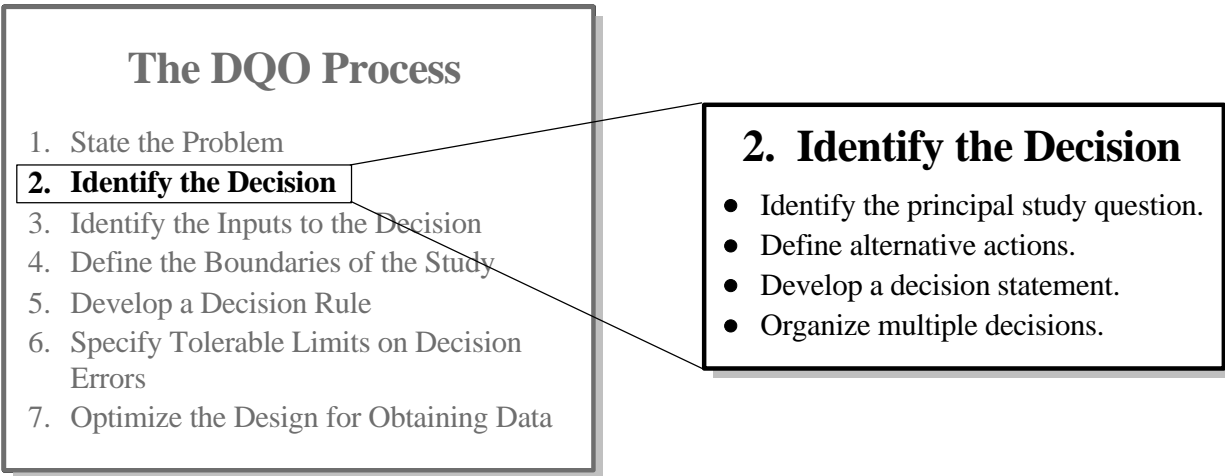 The DQO Process
1. State the Problem
2. Identify the Decision
3. Identify the Inputs to the Decision
4. Define the Boundaries of the Study
5. Develop a Decision Rule
6. Specify Tolerable Limits on Decision
Errors
7. Optimize the Design for Obtaining Data
2. Identify the Decision
● Identify the principal study question.
● Define alternative actions.
● Develop a decision statement.
● Organize multiple decisions.